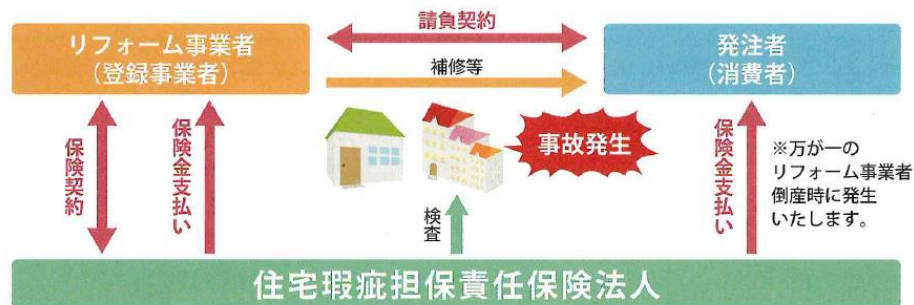 請負契約
リフォーム事業者
（登録事業者）
発注者
（消費者）
補修等
事故発生
保険契約
保険金支払い
検査
保険金支払い
※万が一の
リフォーム事業者
倒産時に発生
いたします。
住宅瑕疵担保責任保険法人